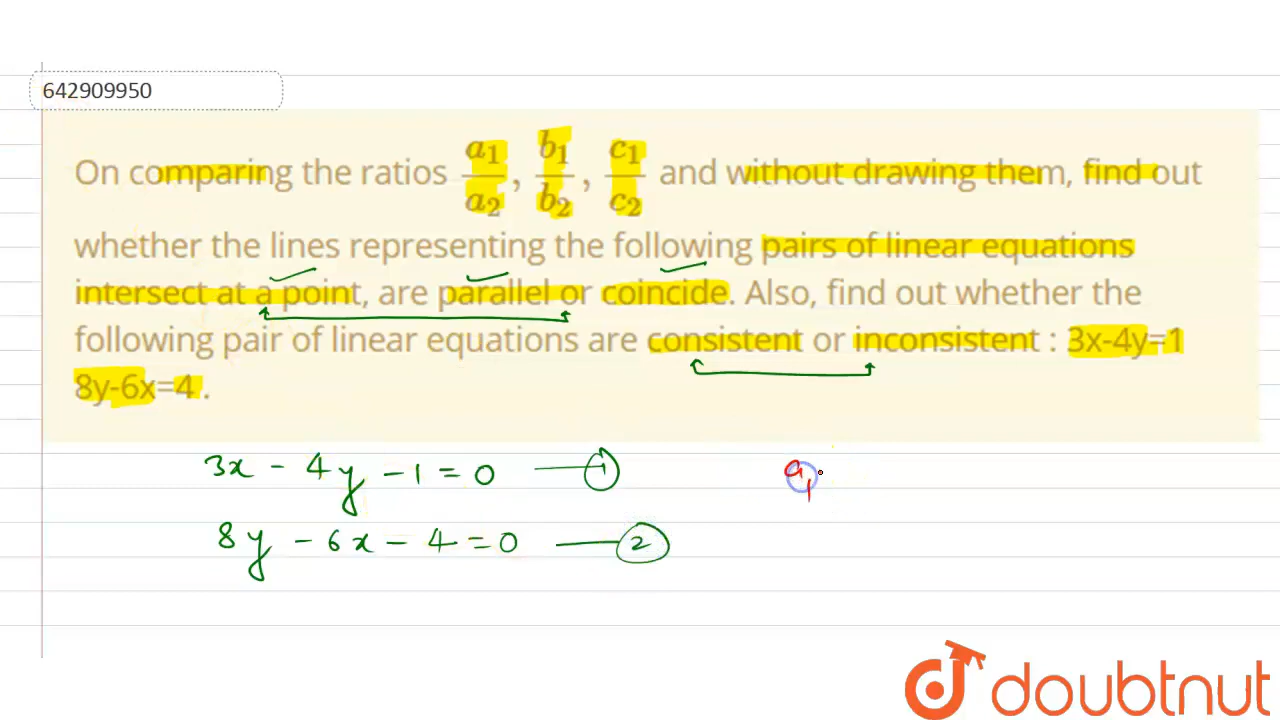 642909950
On comparing the ratios a₁/a₂, b₁/b₂, c₁/c₂ and without drawing them, find out
whether the lines representing the following pairs of linear equations
intersect at a point, are parallel or coincide. Also, find out whether the
following pair of linear equations are consistent or inconsistent : 3x-4y=1
8y-6x=4 .
3x - 4y - 1 = 0 — 1
a₁
8y - 6x - 4 = 0 — 2
doubtnut